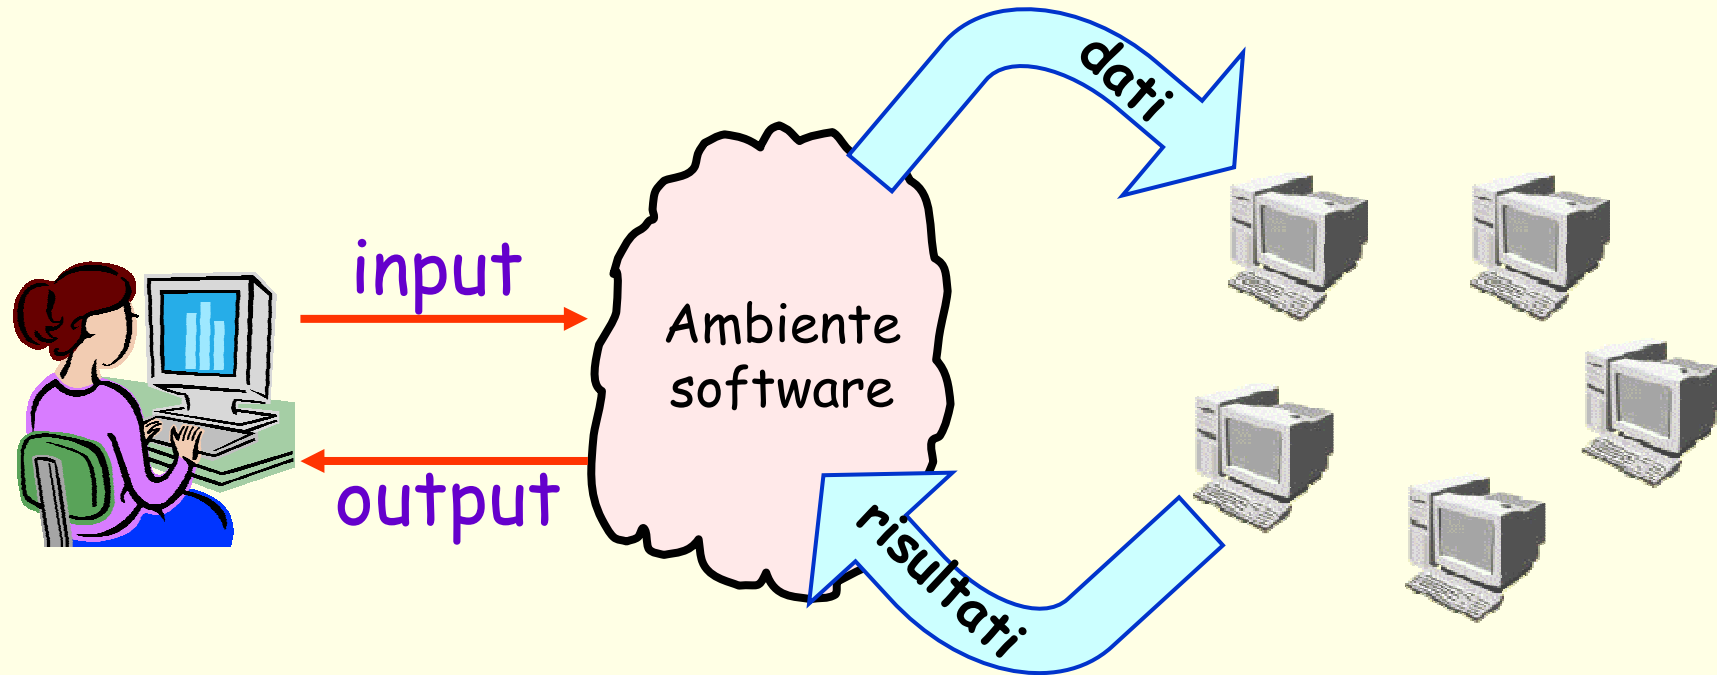 dati
input
Ambiente
software
output
risultati